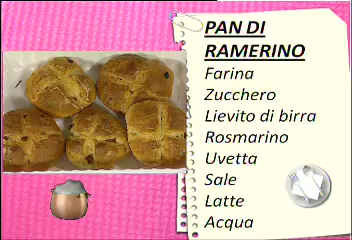 PAN DI
RAMERINO
Farina
Zucchero
Lievito di birra
Rosmarino
Uvetta
Sale
Latte
Acqua